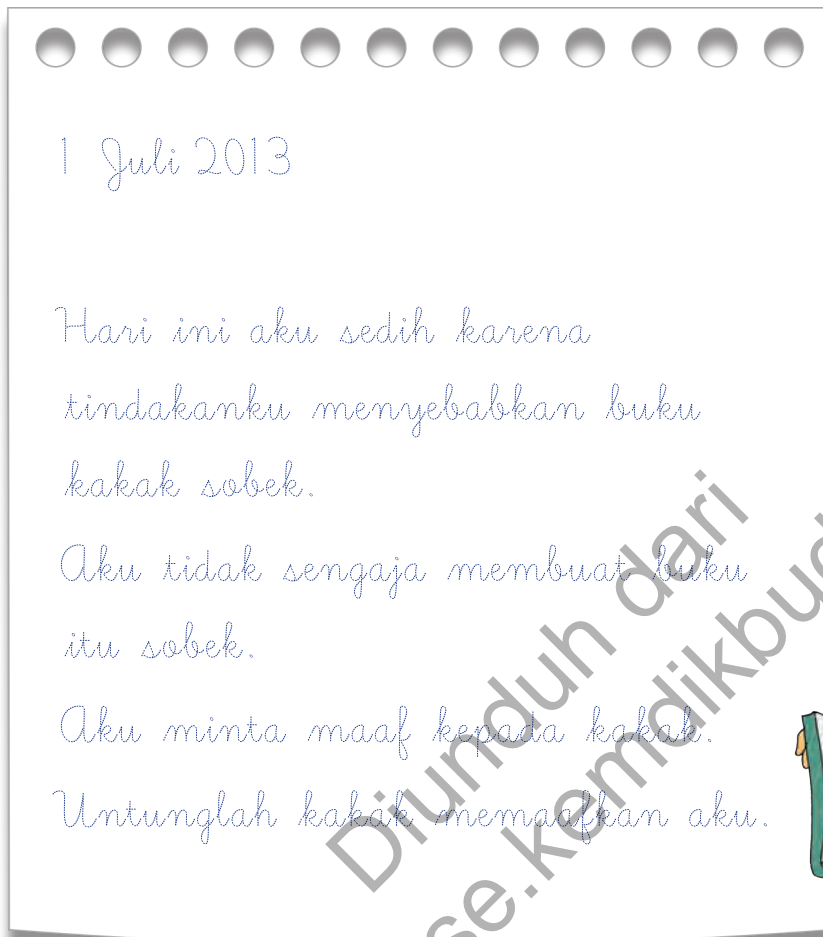 1 Juli 2013
Hari ini aku sedih karena
tindakanku menyebabkan buku
kakak sobek.
Aku tidak sengaja membuat buku
itu sobek.
Aku minta maaf kepada kakak.
Untunglah kakak memaafkan aku.
Diunduh dari
se.kemdikbud